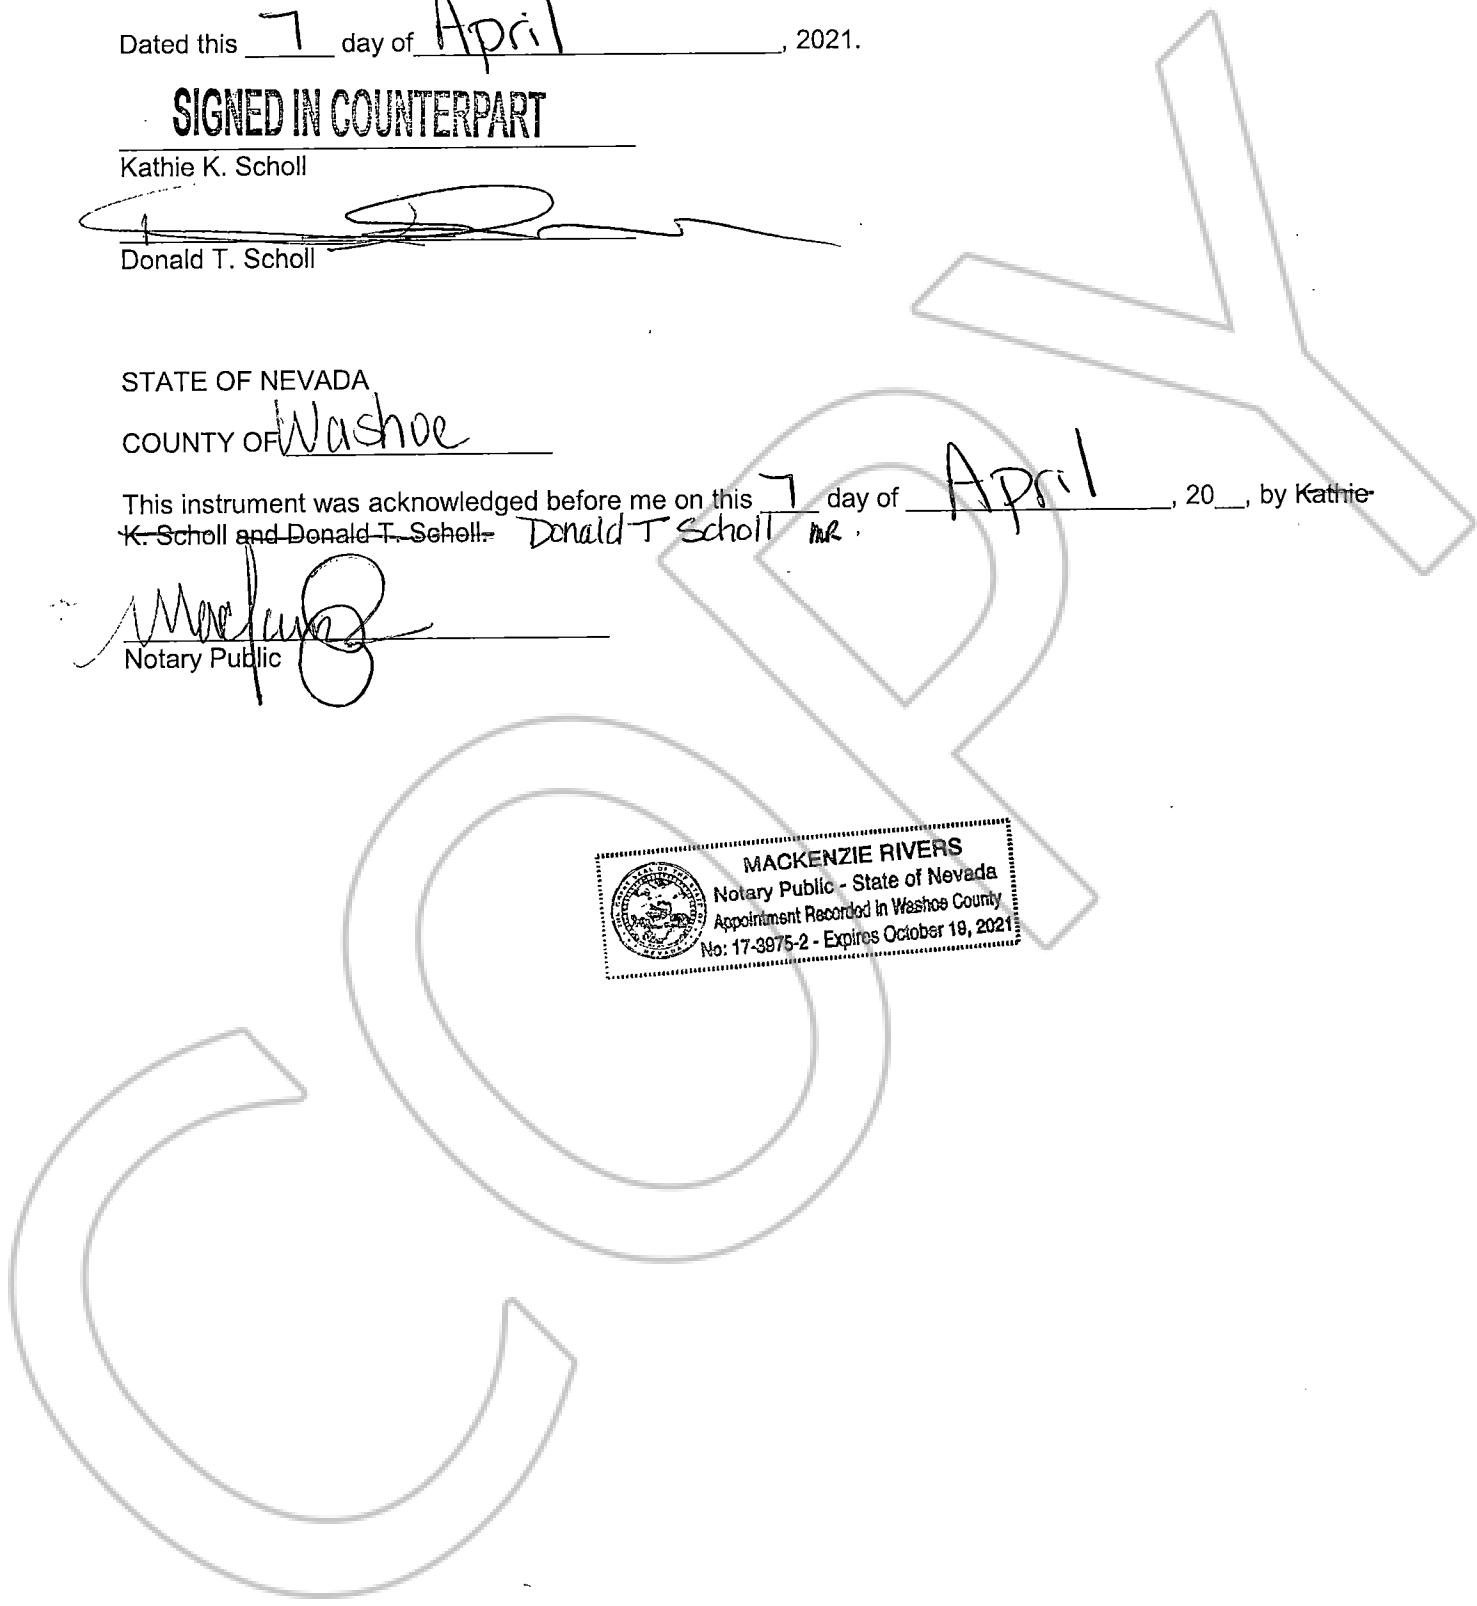 Dated this 7 day of April, 2021.
SIGNED IN COUNTERPART
Kathie K. Scholl
Donald T. Scholl
STATE OF NEVADA
COUNTY OF Washoe
This instrument was acknowledged before me on this 7 day of April, 20__, by Kathie
K. Scholl and Donald T. Scholl. Donald T Scholl MR.
Notary Public
MACKENZIE RIVERS
Notary Public - State of Nevada
Appointment Recorded in Washoe County
No: 17-3975-2 - Expires October 19, 2021
COPY